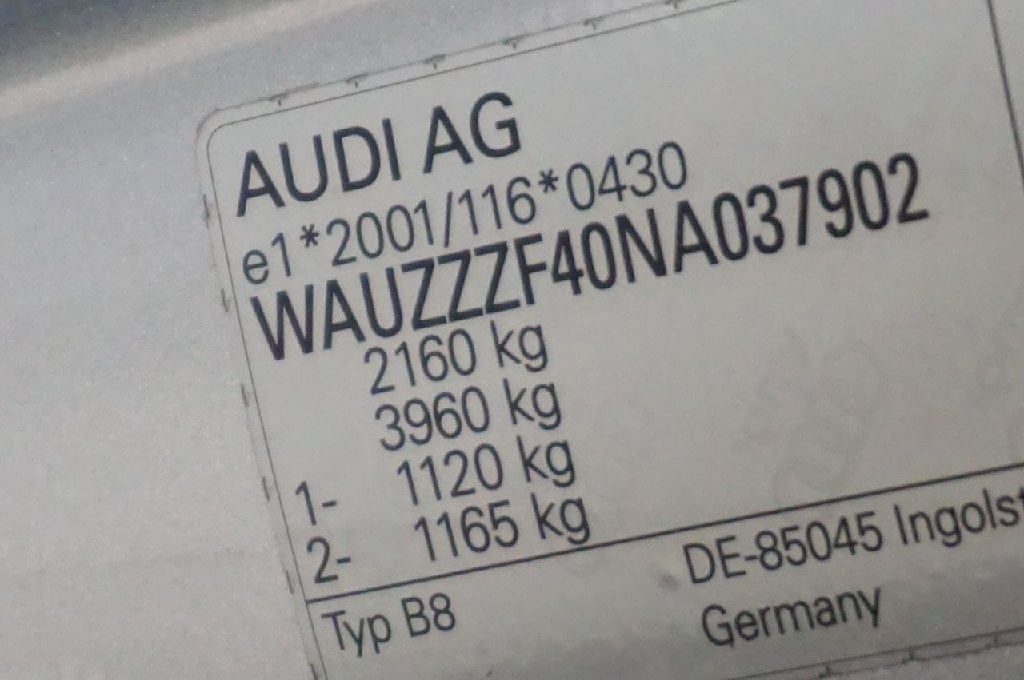 AUDI AG
e1*2001/116*0430
WAUZZZF40NA037902
2160 kg
3960 kg
1- 1120 kg
2- 1165 kg
Typ B8
DE-85045 Ingolst
Germany